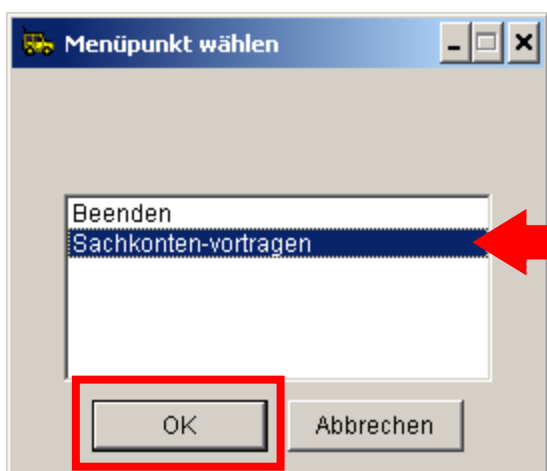 Menüpunkt wählen
Beenden
Sachkonten-vortragen
OK
Abbrechen